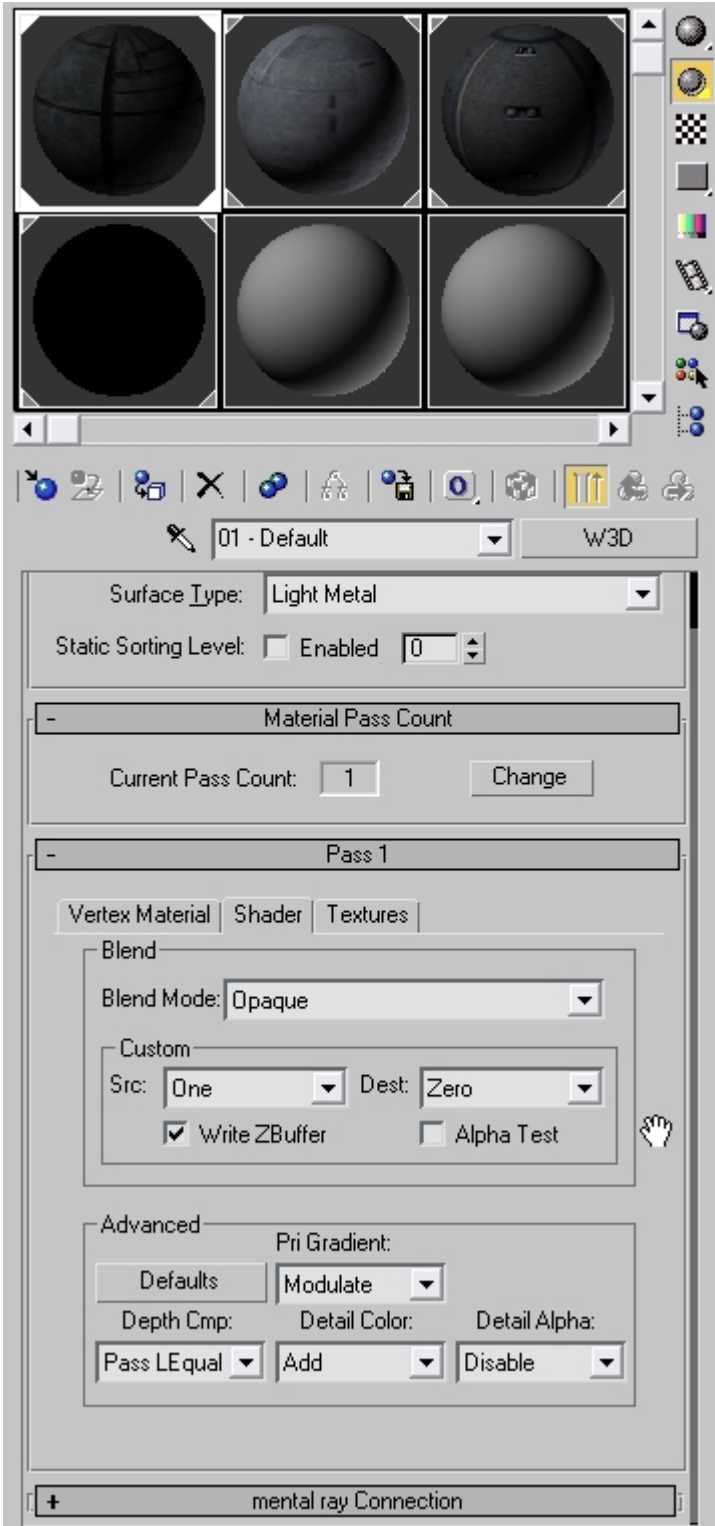 01 - Default W3D
Surface Type: Light Metal
Static Sorting Level: Enabled 0
- Material Pass Count
Current Pass Count: 1 Change
- Pass 1
Vertex Material Shader Textures
Blend
Blend Mode: Opaque
Custom
Src: One Dest: Zero
Write ZBuffer Alpha Test
Advanced
Pri Gradient:
Defaults Modulate
Depth Cmp: Detail Color: Detail Alpha:
Pass LEqual Add Disable
+ mental ray Connection